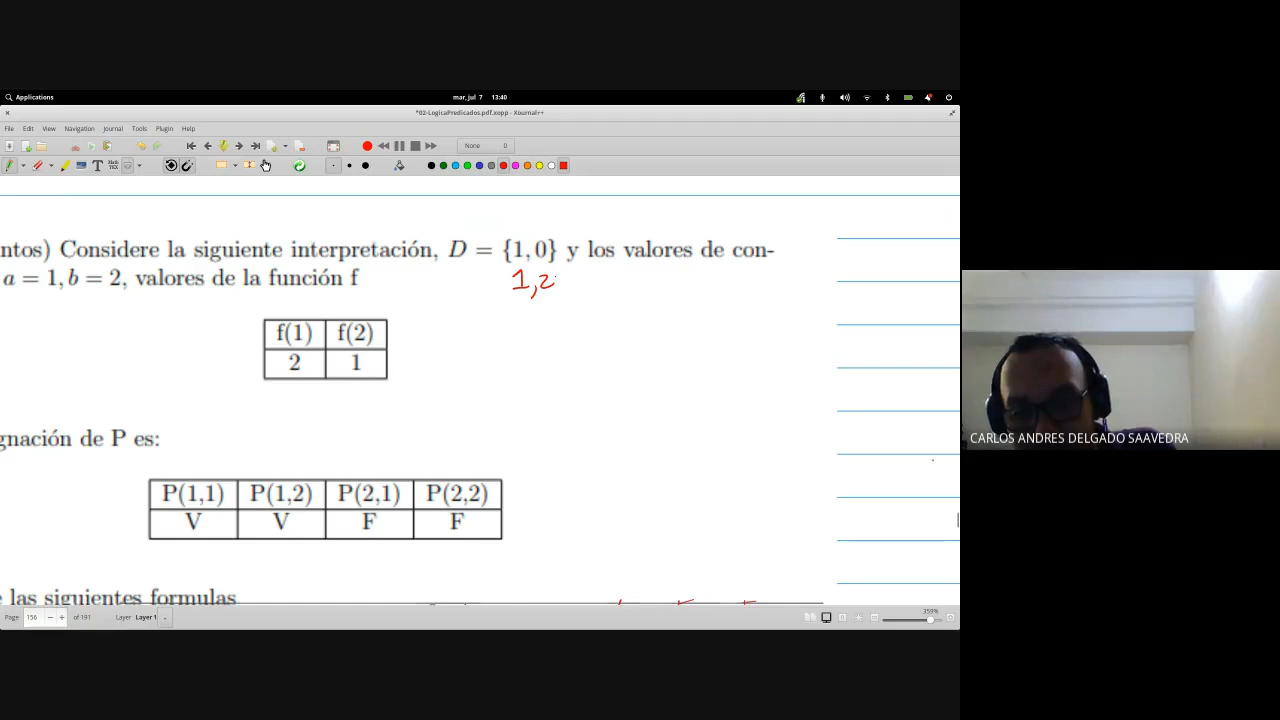 Applications
mar, jul 7 13:40
*02-LogicaPredicados.pdf.xopp - Xournal++
File Edit View Navigation Journal Tools Plugin Help
None 0
ntos) Considere la siguiente interpretación, D = {1, 0} y los valores de con-
a = 1, b = 2, valores de la función f
1,2
f(1) f(2)
2 1
gnación de P es:
P(1,1) P(1,2) P(2,1) P(2,2)
V V F F
CARLOS ANDRES DELGADO SAAVEDRA
e las siguientes formulas
Page 156 of 191 Layer Layer 1 359%